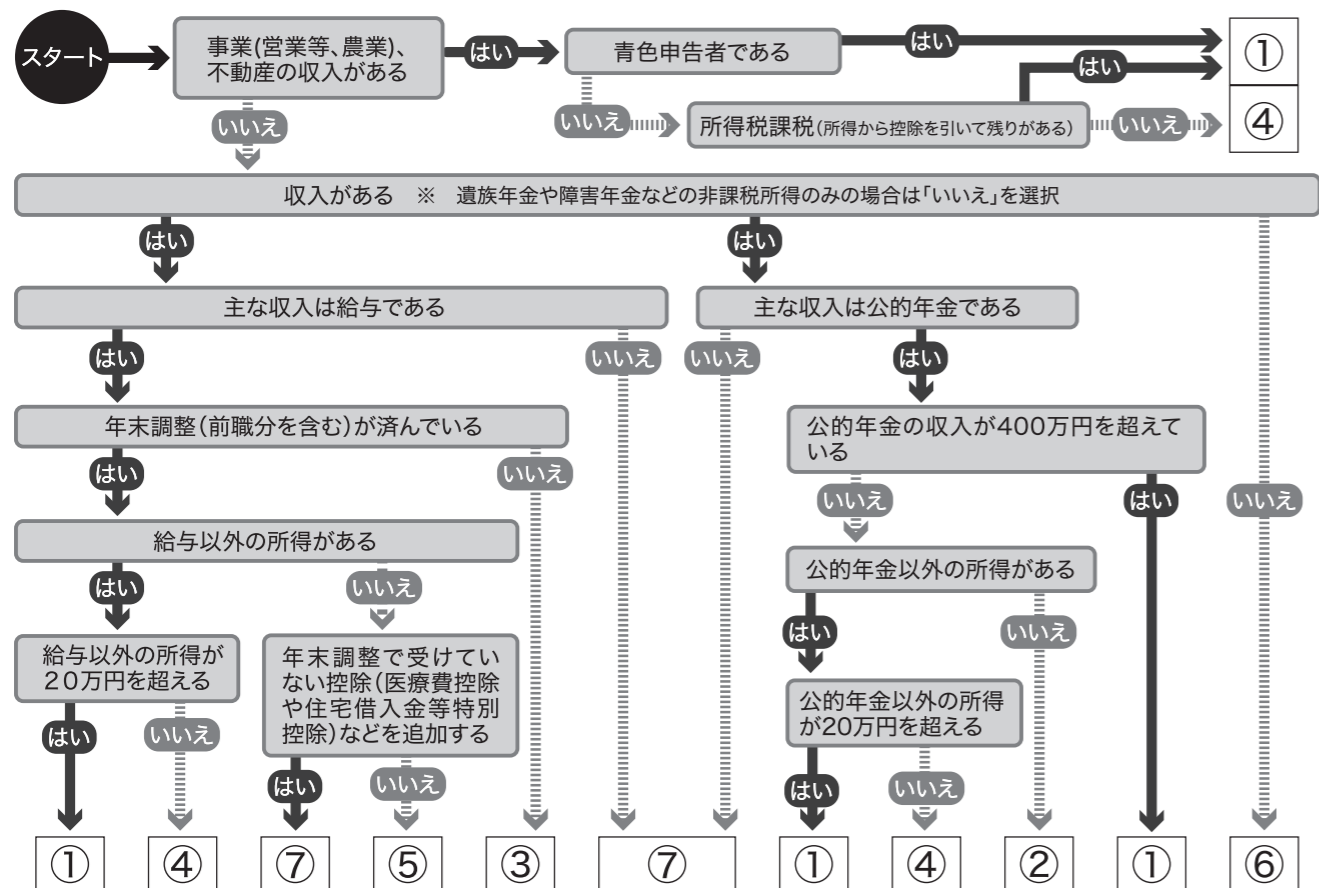 スタート
事業(営業等、農業)、
不動産の収入がある
はい
青色申告者である
はい
①
はい
いいえ
いいえ
所得税課税(所得から控除を引いて残りがある)
いいえ
④
収入がある　※　遺族年金や障害年金などの非課税所得のみの場合は「いいえ」を選択
はい
はい
主な収入は給与である
主な収入は公的年金である
はい
いいえ
いいえ
はい
年末調整(前職分を含む)が済んでいる
公的年金の収入が400万円を超えて
いる
はい
いいえ
いいえ
はい
いいえ
給与以外の所得がある
公的年金以外の所得がある
はい
いいえ
はい
いいえ
給与以外の所得が
20万円を超える
年末調整で受けてい
ない控除(医療費控除
や住宅借入金等特別
控除)などを追加する
公的年金以外の所得
が20万円を超える
はい
いいえ
はい
いいえ
はい
いいえ
①
④
⑦
⑤
③
⑦
①
④
②
①
⑥